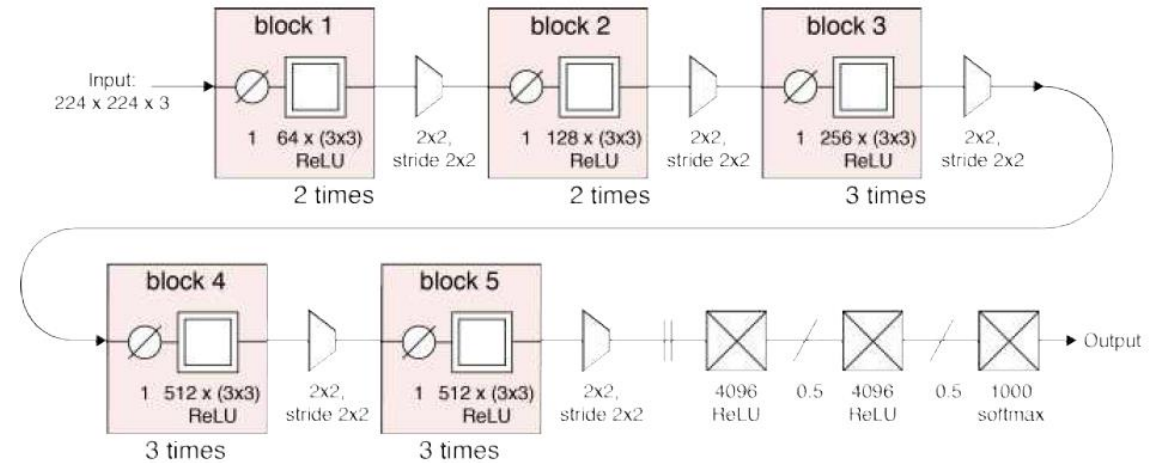 block 1
block 2
block 3
Input:
224 x 224 x 3
1 64 x (3x3)
ReLU
2x2,
stride 2x2
1 128 x (3x3)
ReLU
2x2,
stride 2x2
1 256 x (3x3)
ReLU
2x2,
stride 2x2
2 times
2 times
3 times
block 4
block 5
Output
1 512 x (3x3)
ReLU
2x2,
stride 2x2
1 512 x (3x3)
ReLU
2x2,
stride 2x2
4096
ReLU
0.5
4096
ReLU
0.5
1000
softmax
3 times
3 times